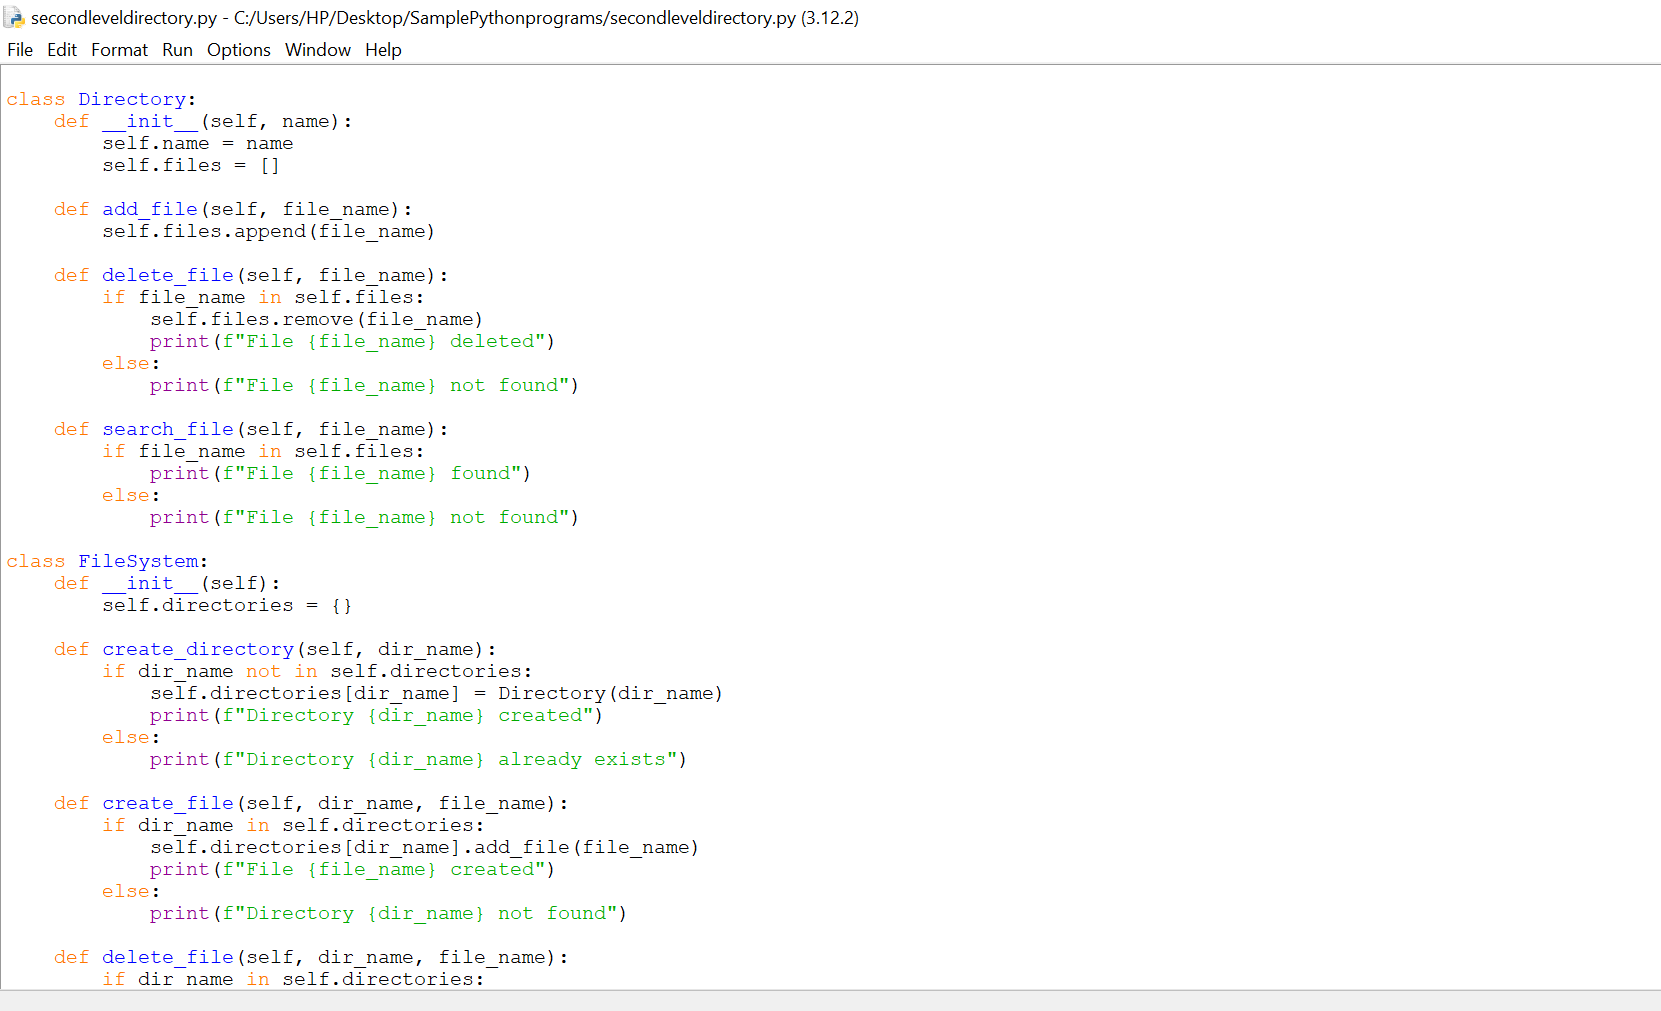 secondleveldirectory.py - C:/Users/HP/Desktop/SamplePythonprograms/secondleveldirectory.py (3.12.2)
File Edit Format Run Options Window Help
class Directory:
    def __init__(self, name):
        self.name = name
        self.files = []

    def add_file(self, file_name):
        self.files.append(file_name)

    def delete_file(self, file_name):
        if file_name in self.files:
            self.files.remove(file_name)
            print(f"File {file_name} deleted")
        else:
            print(f"File {file_name} not found")

    def search_file(self, file_name):
        if file_name in self.files:
            print(f"File {file_name} found")
        else:
            print(f"File {file_name} not found")

class FileSystem:
    def __init__(self):
        self.directories = {}

    def create_directory(self, dir_name):
        if dir_name not in self.directories:
            self.directories[dir_name] = Directory(dir_name)
            print(f"Directory {dir_name} created")
        else:
            print(f"Directory {dir_name} already exists")

    def create_file(self, dir_name, file_name):
        if dir_name in self.directories:
            self.directories[dir_name].add_file(file_name)
            print(f"File {file_name} created")
        else:
            print(f"Directory {dir_name} not found")

    def delete_file(self, dir_name, file_name):
        if dir_name in self.directories: